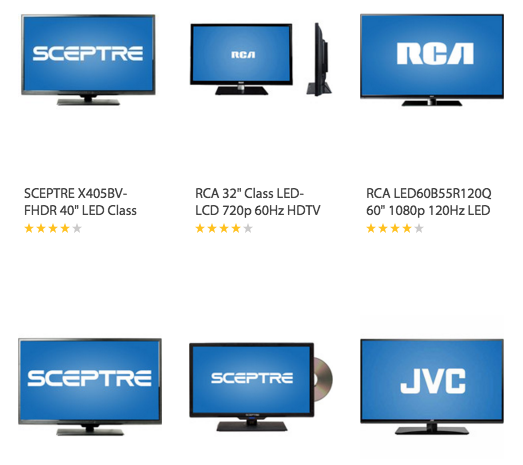 SCEPTRE
RCA
RCA
SCEPTRE X405BV-
FHDR 40" LED Class
RCA 32" Class LED-
LCD 720p 60Hz HDTV
RCA LED60B55R120Q
60" 1080p 120Hz LED
SCEPTRE
SCEPTRE
SCEPTRE
JVC